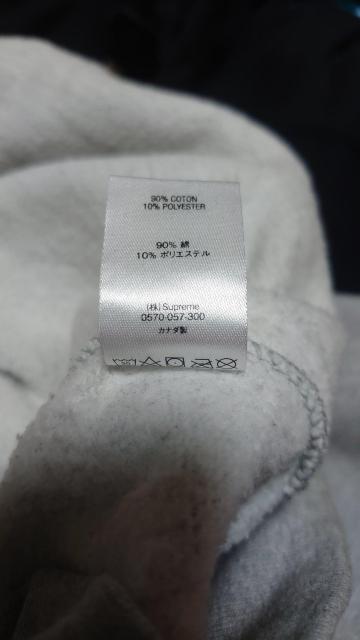 90% COTON
10% POLYESTER
90% 綿
10% ポリエステル
(株) Supreme
0570-057-300
カナダ製